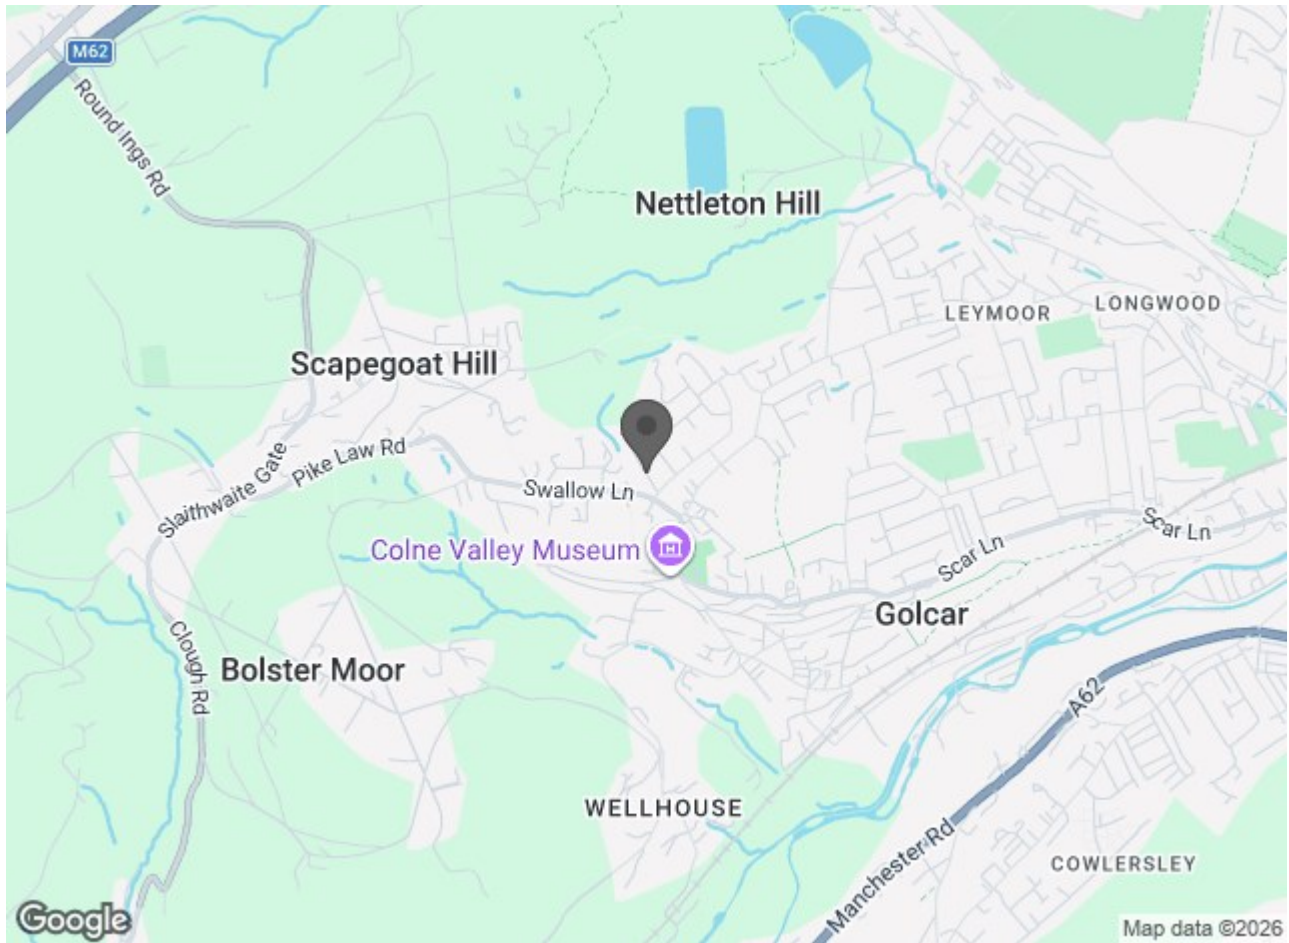 M62
Round Ings Rd
Nettleton Hill
LEYMOOR
LONGWOOD
Scapegoat Hill
Pike Law Rd
Slaithwaite Gate
Swallow Ln
Scar Ln
Colne Valley Museum
Scar Ln
Golcar
Clough Rd
Bolster Moor
A62
WELLHOUSE
Manchester Rd
COWLERSLEY
Google
Map data ©2026